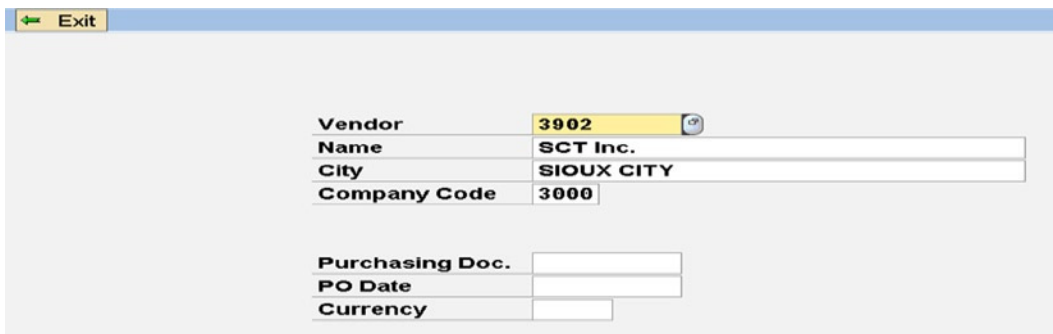 Exit
Vendor 3902
Name SCT Inc.
City SIOUX CITY
Company Code 3000
Purchasing Doc.
PO Date
Currency